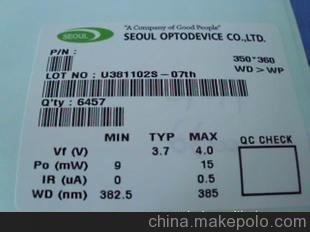 SEOUL
"A Company of Good People"
SEOUL OPTODEVICE CO.,LTD.
P/N :
350*360
WD > WP
LOT NO : U381102S-07th
Q'ty : 6457
MIN TYP MAX
QC CHECK
Vf (V) 3.7 4.0
Po (mW) 9 15
IR (uA) 0 0.5
WD (nm) 382.5 385
china.makepolo.com